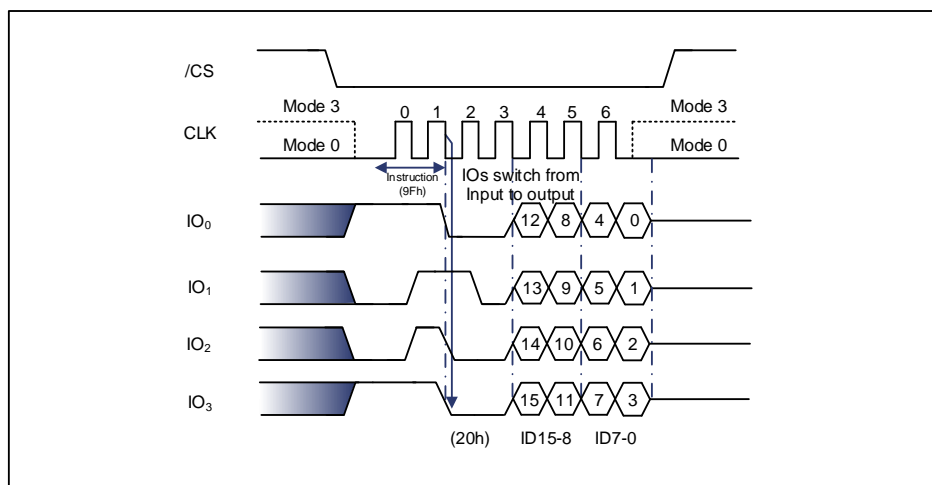 /CS
Mode 3
0 1 2 3 4 5 6
Mode 3
CLK
Mode 0
Mode 0
Instruction
(9Fh)
IOs switch from
Input to output
IO0
12 8 4 0
IO1
13 9 5 1
IO2
14 10 6 2
IO3
15 11 7 3
(20h) ID15-8 ID7-0